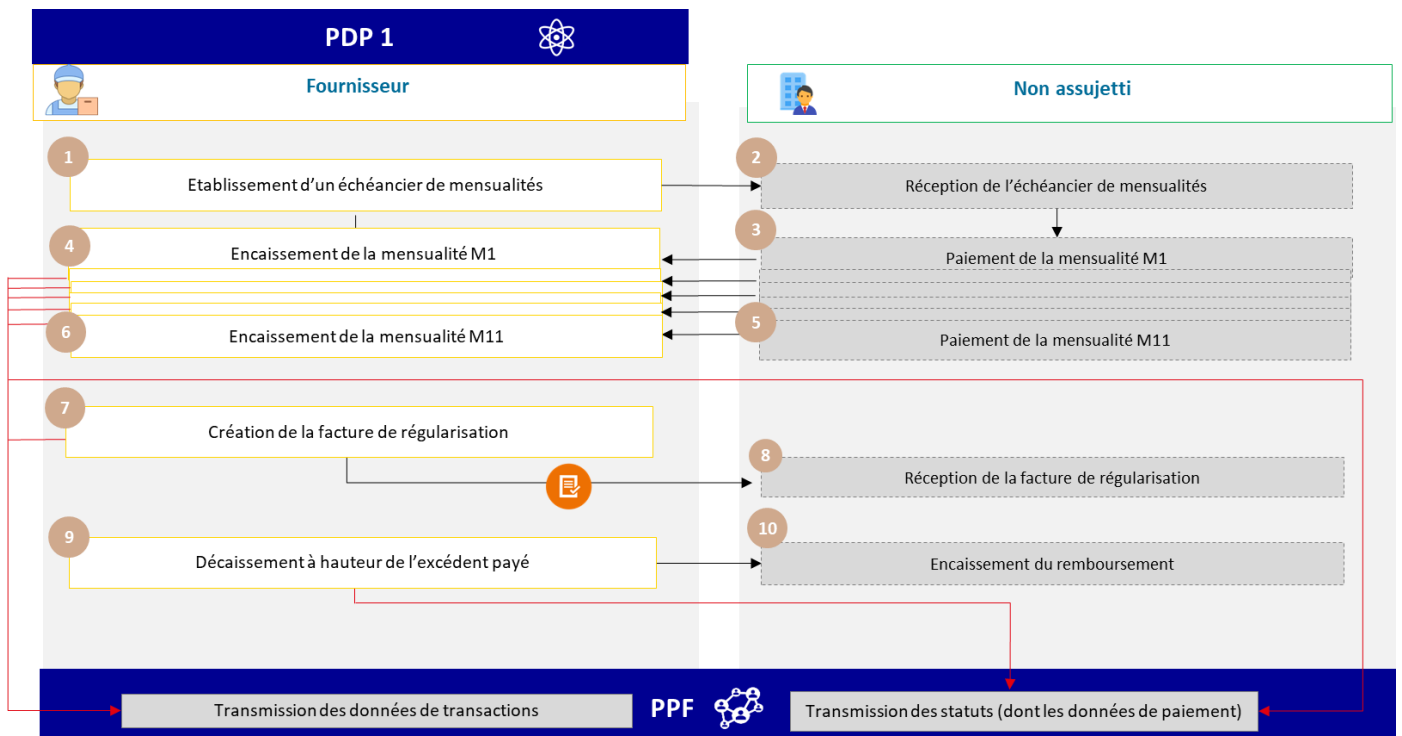 PDP 1
Fournisseur
Non assujetti
1
Etablissement d’un échéancier de mensualités
2
Réception de l’échéancier de mensualités
4
Encaissement de la mensualité M1
3
Paiement de la mensualité M1
6
Encaissement de la mensualité M11
5
Paiement de la mensualité M11
7
Création de la facture de régularisation
8
Réception de la facture de régularisation
9
Décaissement à hauteur de l’excédent payé
10
Encaissement du remboursement
Transmission des données de transactions
PPF
Transmission des statuts (dont les données de paiement)